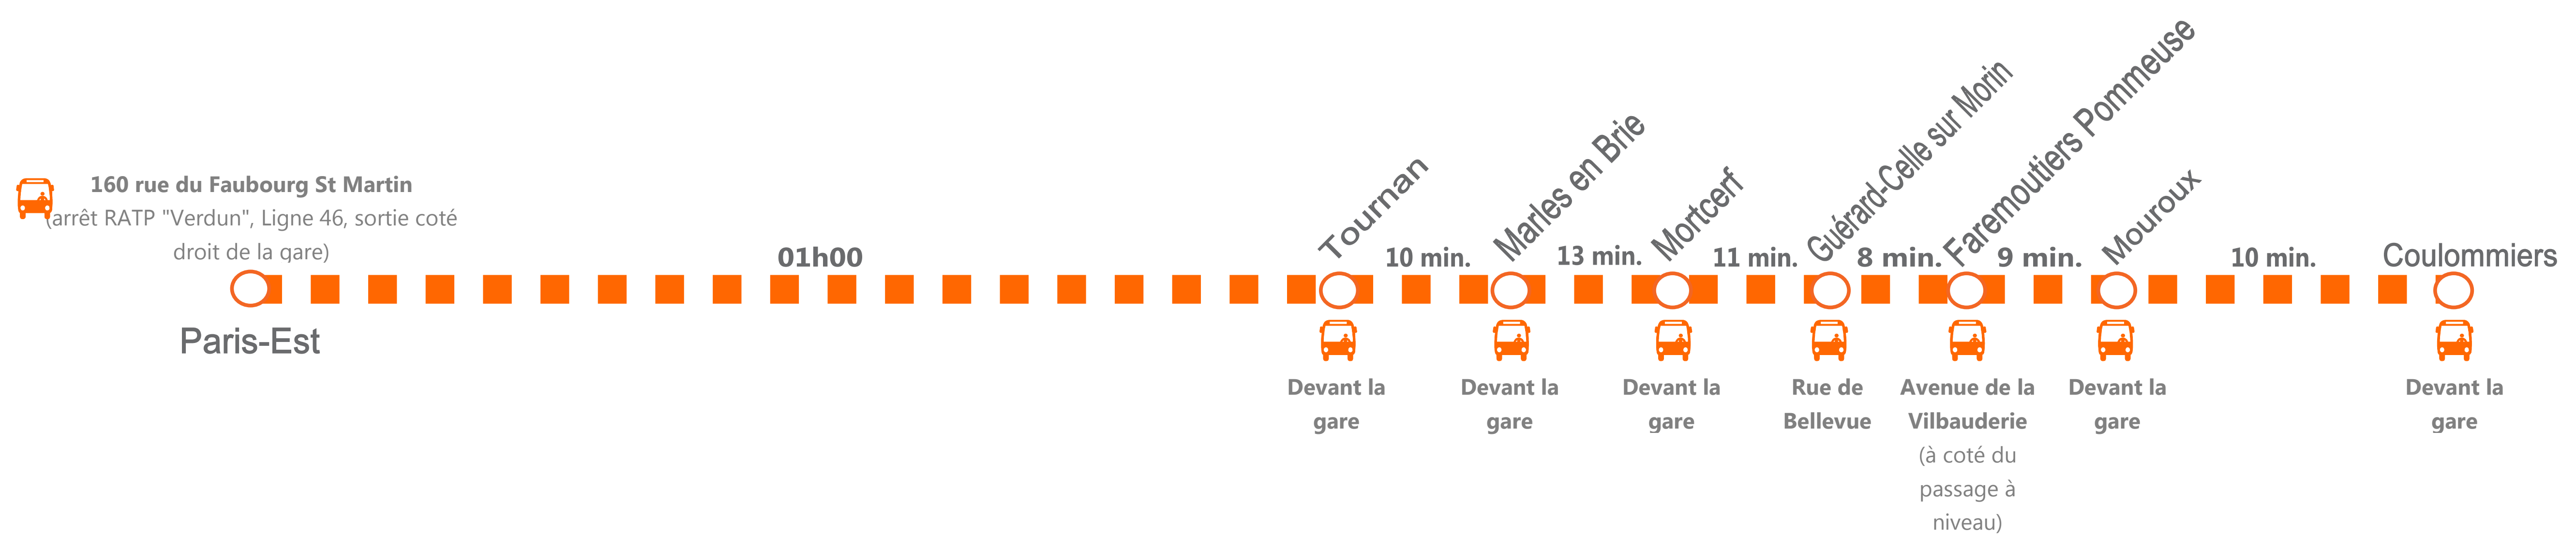 160 rue du Faubourg St Martin
(arrêt RATP "Verdun", Ligne 46, sortie coté
droit de la gare)
Paris-Est
01h00
Tournan
10 min.
Marles en Brie
13 min.
Mortcerf
11 min.
Guérard-Celle sur Morin
8 min.
Faremoutiers Pommeuse
9 min.
Mouroux
10 min.
Coulommiers
Devant la
gare
Devant la
gare
Devant la
gare
Rue de
Bellevue
Avenue de la
Vilbauderie
(à coté du
passage à
niveau)
Devant la
gare
Devant la
gare